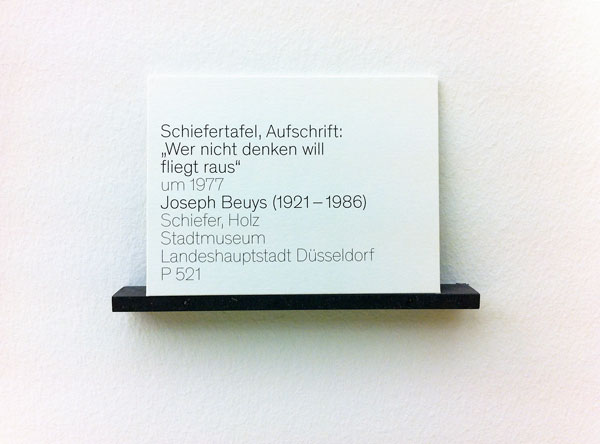 Schiefertafel, Aufschrift:
„Wer nicht denken will
fliegt raus“
um 1977
Joseph Beuys (1921 – 1986)
Schiefer, Holz
Stadtmuseum
Landeshauptstadt Düsseldorf
P 521